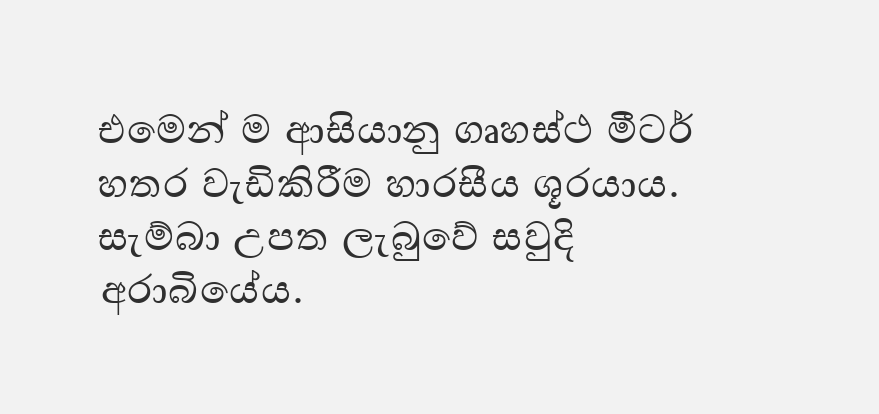 එමෙන් ම ආසියානු ගෘහස්ථ මීටර්
හතර වැඩිකිරීම හාරසීය ශූරයාය.
සැම්බා උපත ලැබුවේ සවුදි
අරාබියේය.